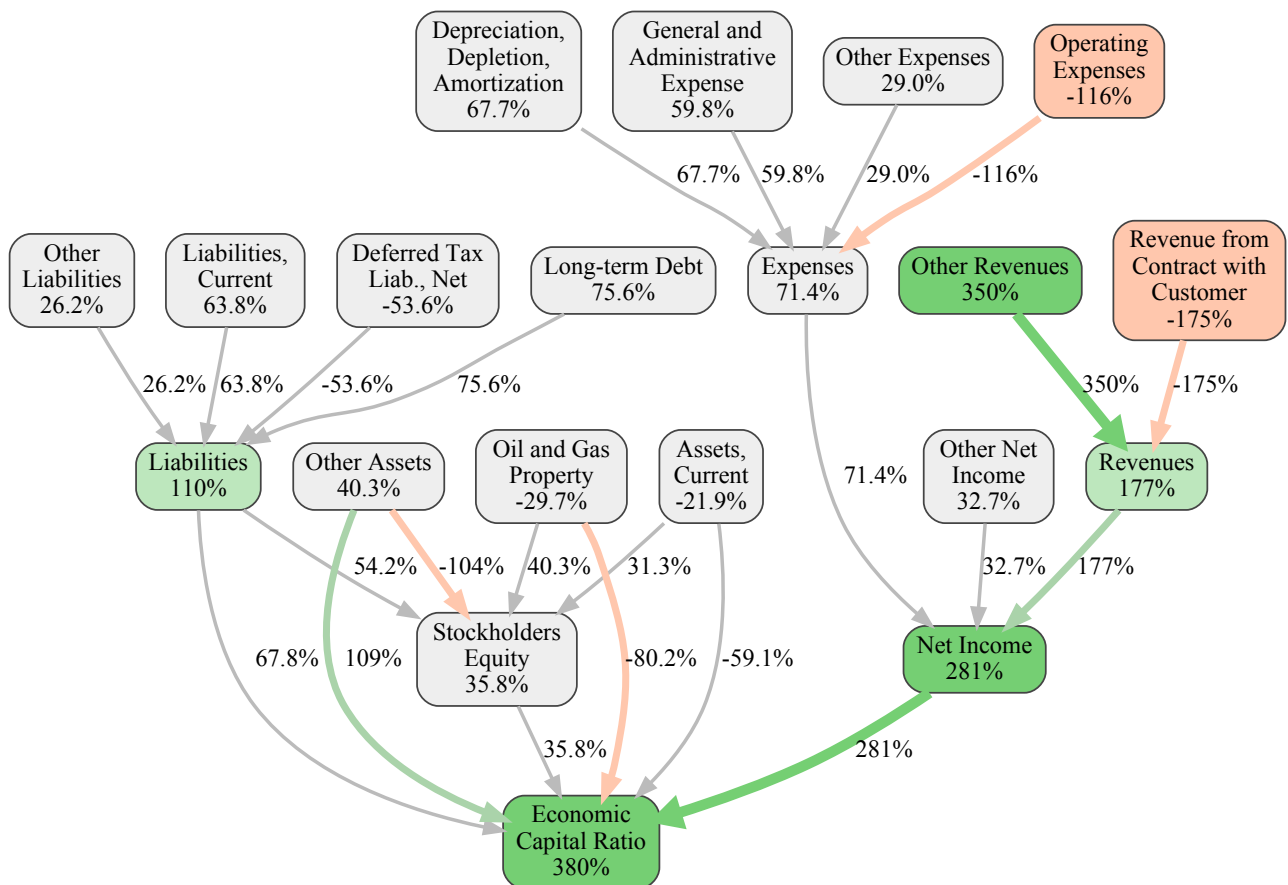 Depreciation,
Depletion,
Amortization
67.7%
General and
Administrative
Expense
59.8%
Other Expenses
29.0%
Operating
Expenses
-116%
67.7%
59.8%
29.0%
-116%
Other
Liabilities
26.2%
Liabilities,
Current
63.8%
Deferred Tax
Liab., Net
-53.6%
Long-term Debt
75.6%
Expenses
71.4%
Other Revenues
350%
Revenue from
Contract with
Customer
-175%
26.2%
63.8%
-53.6%
75.6%
350%
-175%
Liabilities
110%
Other Assets
40.3%
Oil and Gas
Property
-29.7%
Assets,
Current
-21.9%
71.4%
Other Net
Income
32.7%
Revenues
177%
54.2%
-104%
40.3%
31.3%
32.7%
177%
67.8%
109%
Stockholders
Equity
35.8%
-80.2%
-59.1%
Net Income
281%
35.8%
281%
Economic
Capital Ratio
380%